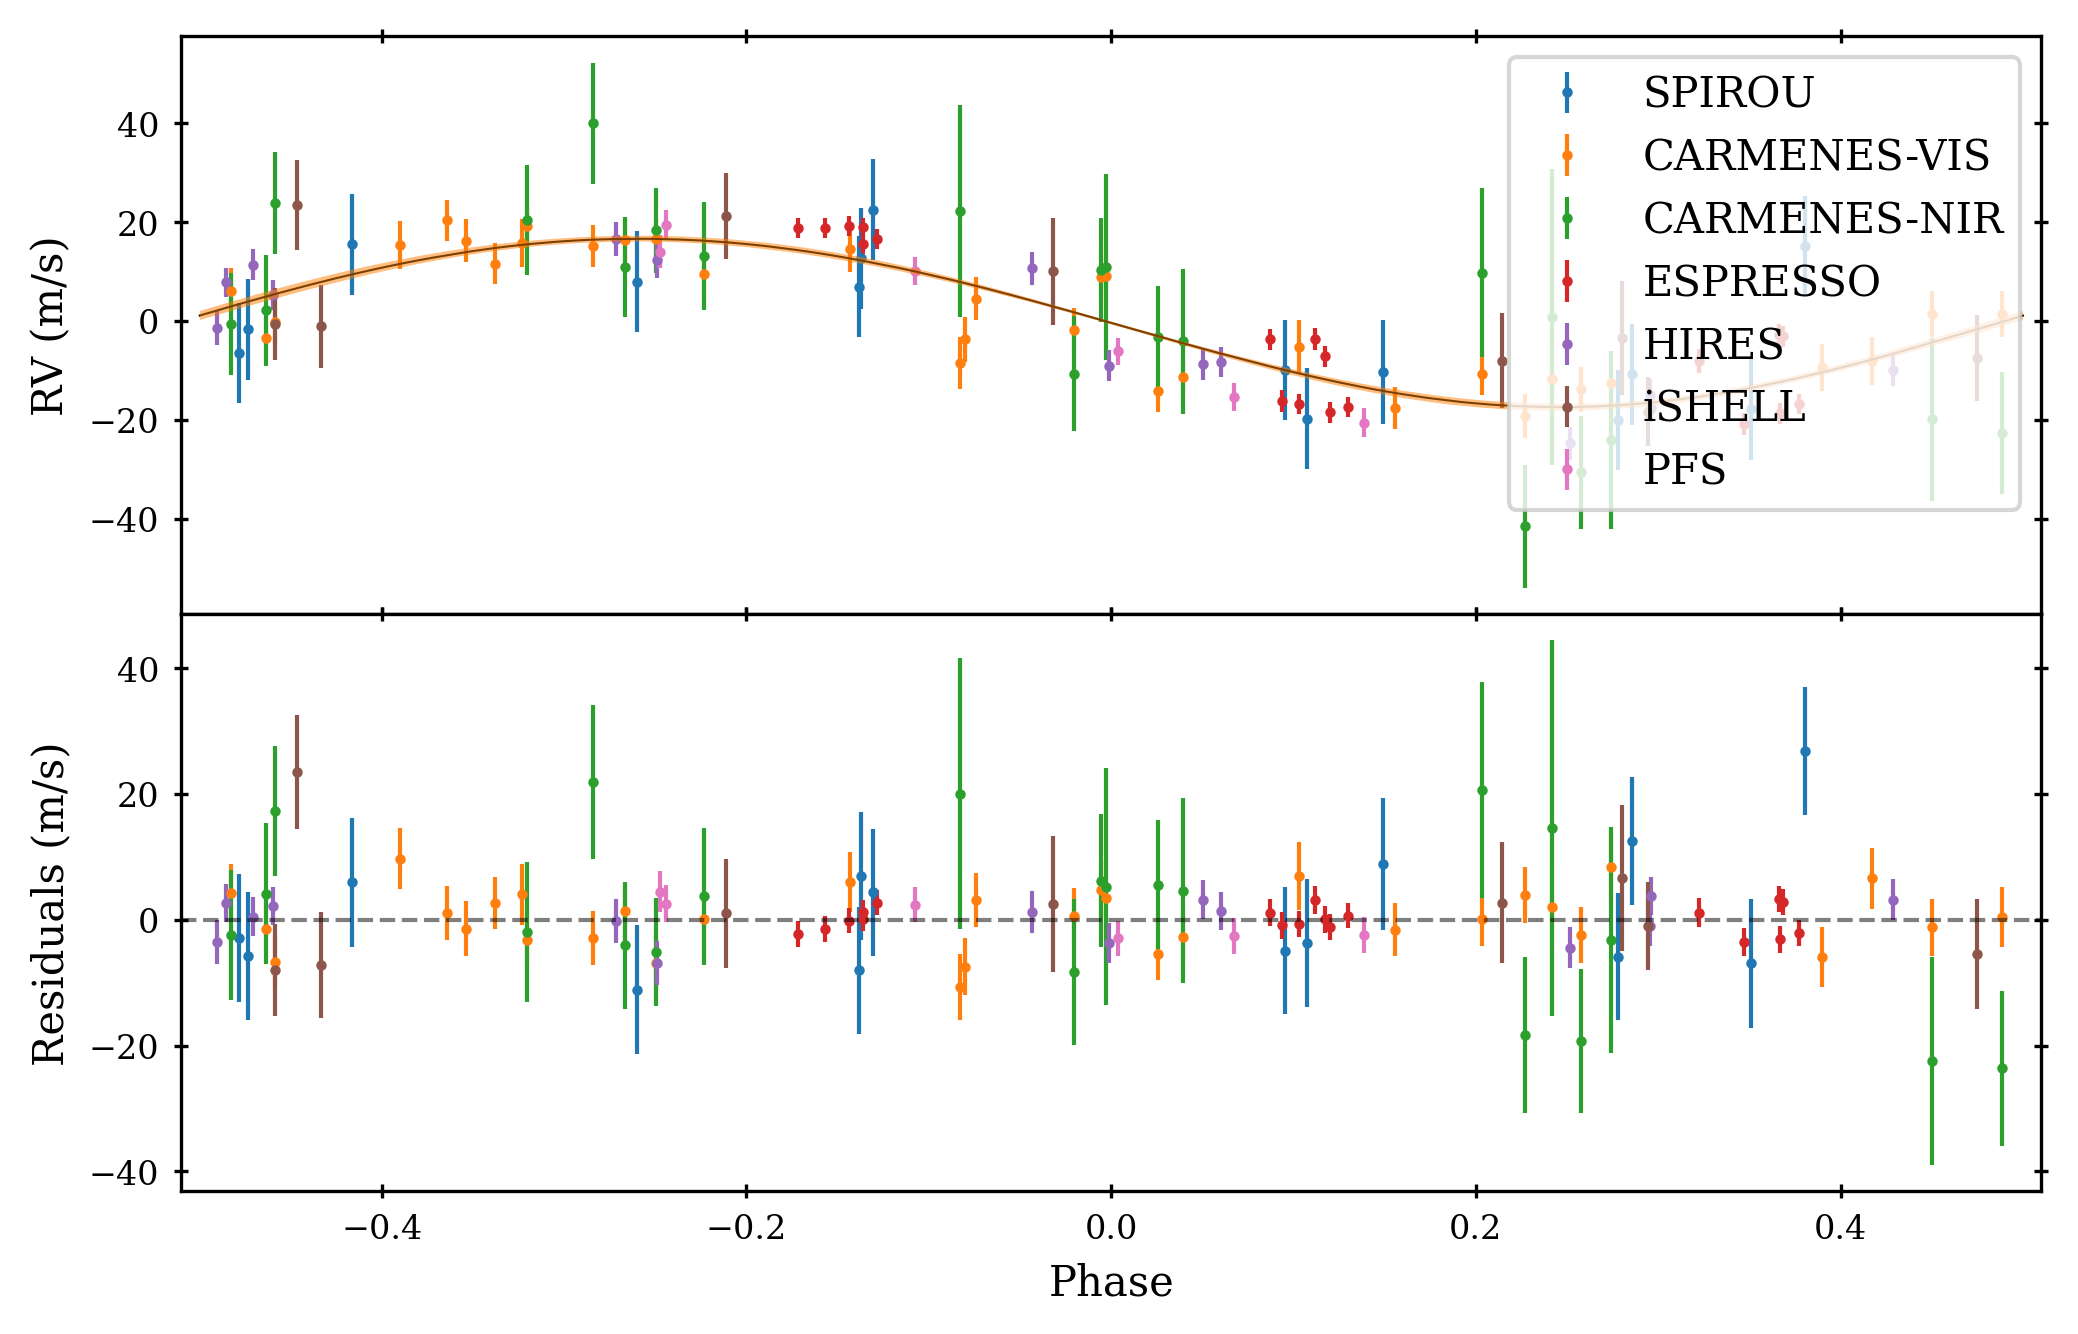 RV (m/s)
40
20
0
−20
−40
SPIROU
CARMENES-VIS
CARMENES-NIR
ESPRESSO
HIRES
iSHELL
PFS
Residuals (m/s)
40
20
0
−20
−40
−0.4 −0.2 0.0 0.2 0.4
Phase